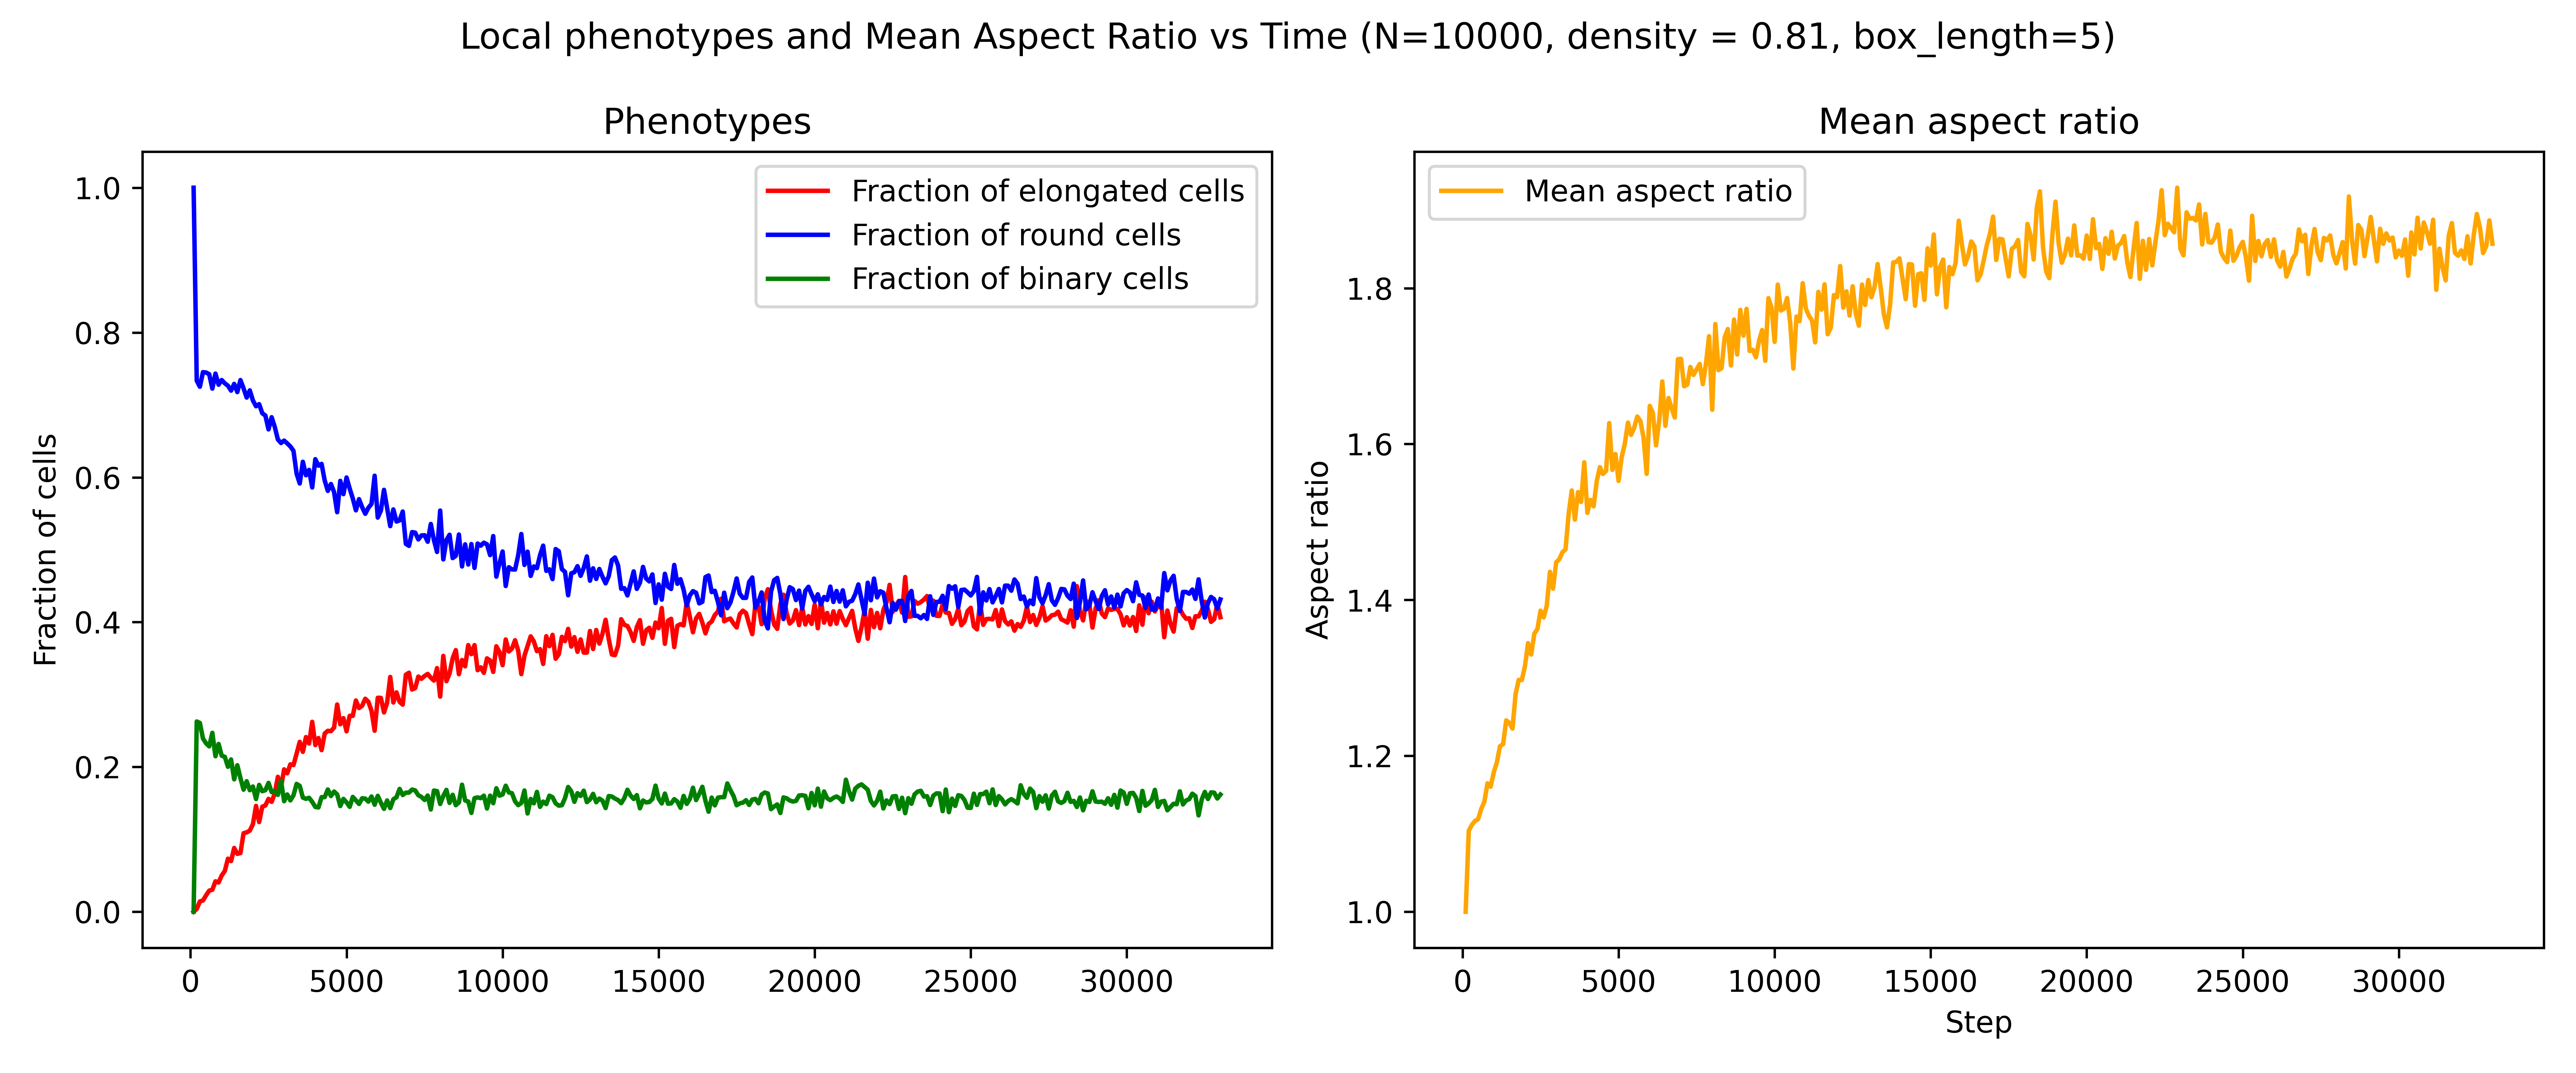 Local phenotypes and Mean Aspect Ratio vs Time (N=10000, density = 0.81, box_length=5)
Phenotypes
Fraction of elongated cells
Fraction of round cells
Fraction of binary cells
Fraction of cells
1.0
0.8
0.6
0.4
0.2
0.0
0
5000
10000
15000
20000
25000
30000
Mean aspect ratio
Mean aspect ratio
Aspect ratio
1.8
1.6
1.4
1.2
1.0
0
5000
10000
15000
20000
25000
30000
Step